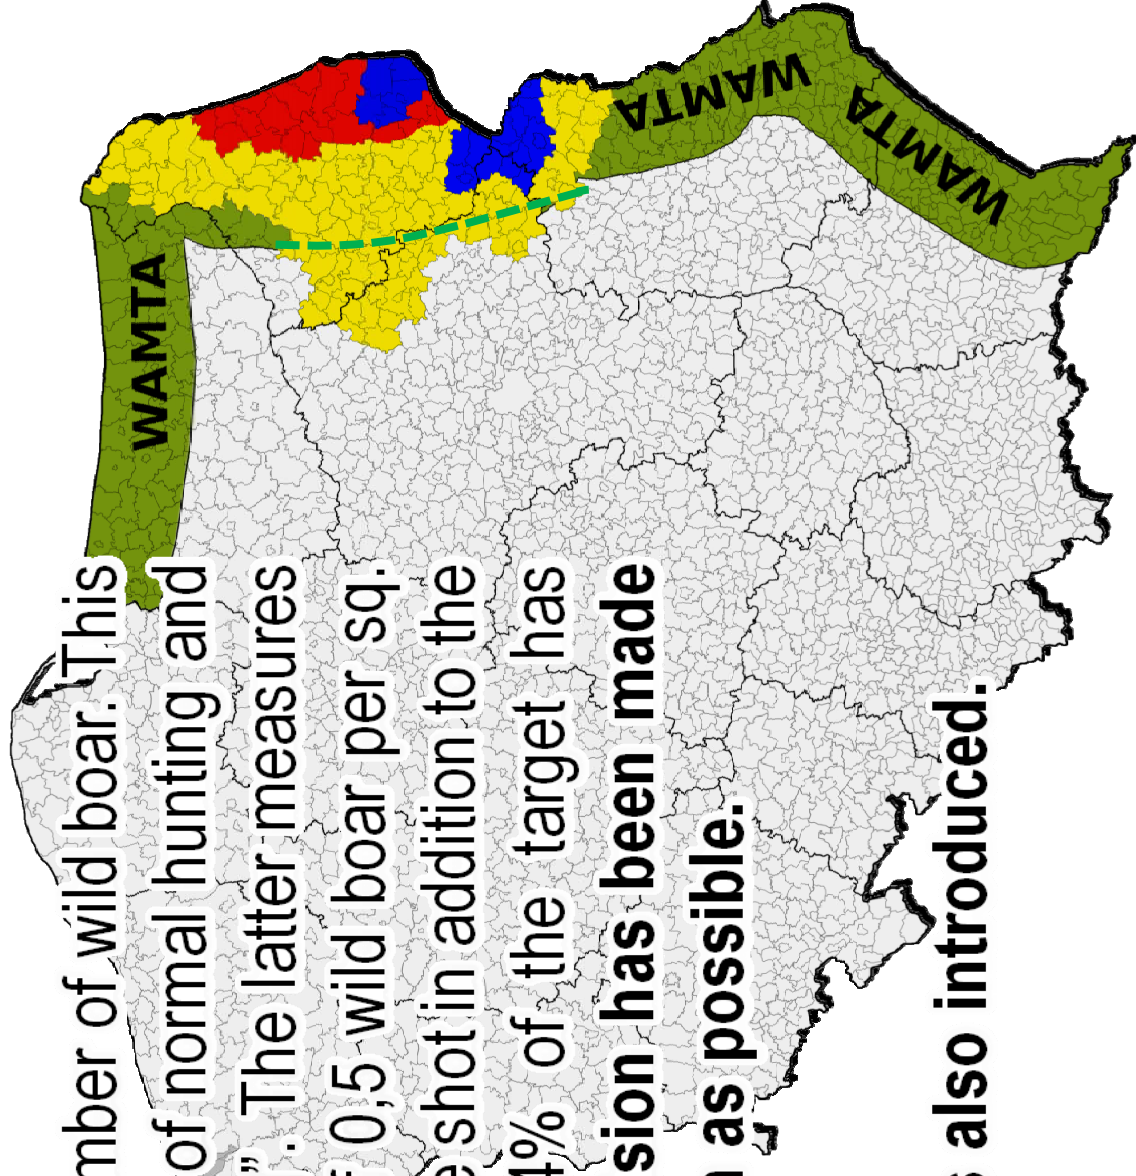 mber of wild boar. This
of normal hunting and
”. The latter measures
0,5 wild boar per sq.
e shot in addition to the
4% of the target has
sion has been made
as possible.
also introduced.
WAMTA
WAMTA
WAMTA